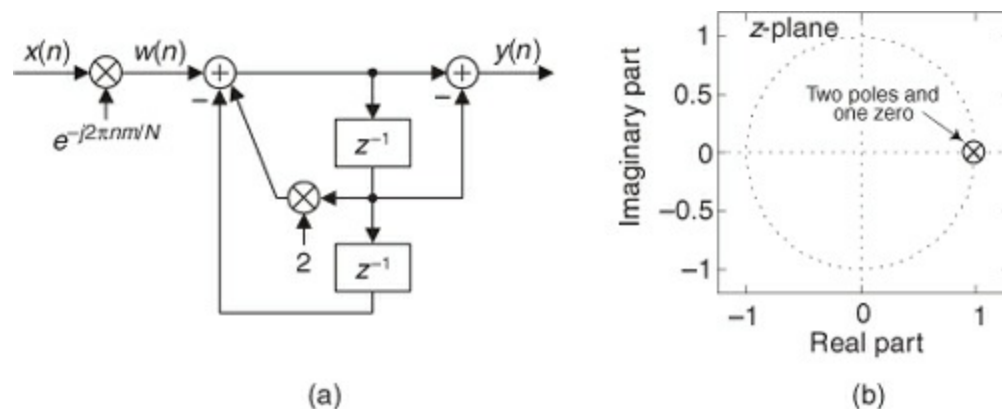 x(n)
w(n)
y(n)
+
+
−
−
e^{−j2πnm/N}
z^{−1}
2
z^{−1}
(a)
z-plane
Two poles and
one zero
Imaginary part
1
0.5
0
−0.5
−1
−1
0
1
Real part
(b)